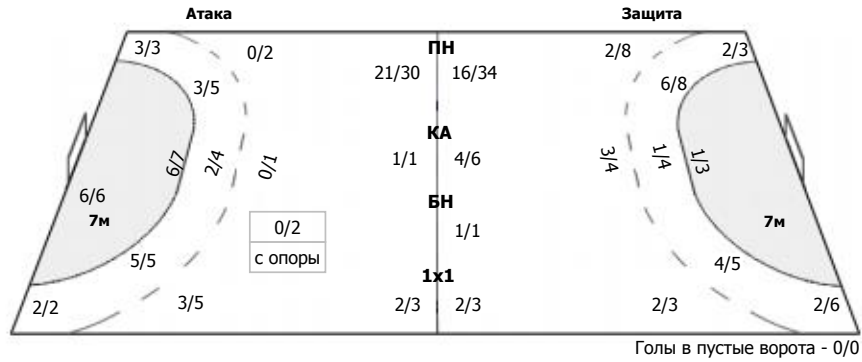 Атака Защита
3/3 0/2 ПН 2/8 2/3
21/30 16/34
3/5 6/8
КА
6/7 2/4 0/1 1/1 4/6 3/4 1/4 1/3
6/6 БН
7м 0/2 1/1 7м
с опоры
5/5 4/5
1x1
2/2 3/5 2/3 2/3 2/3 2/6
Голы в пустые ворота - 0/0